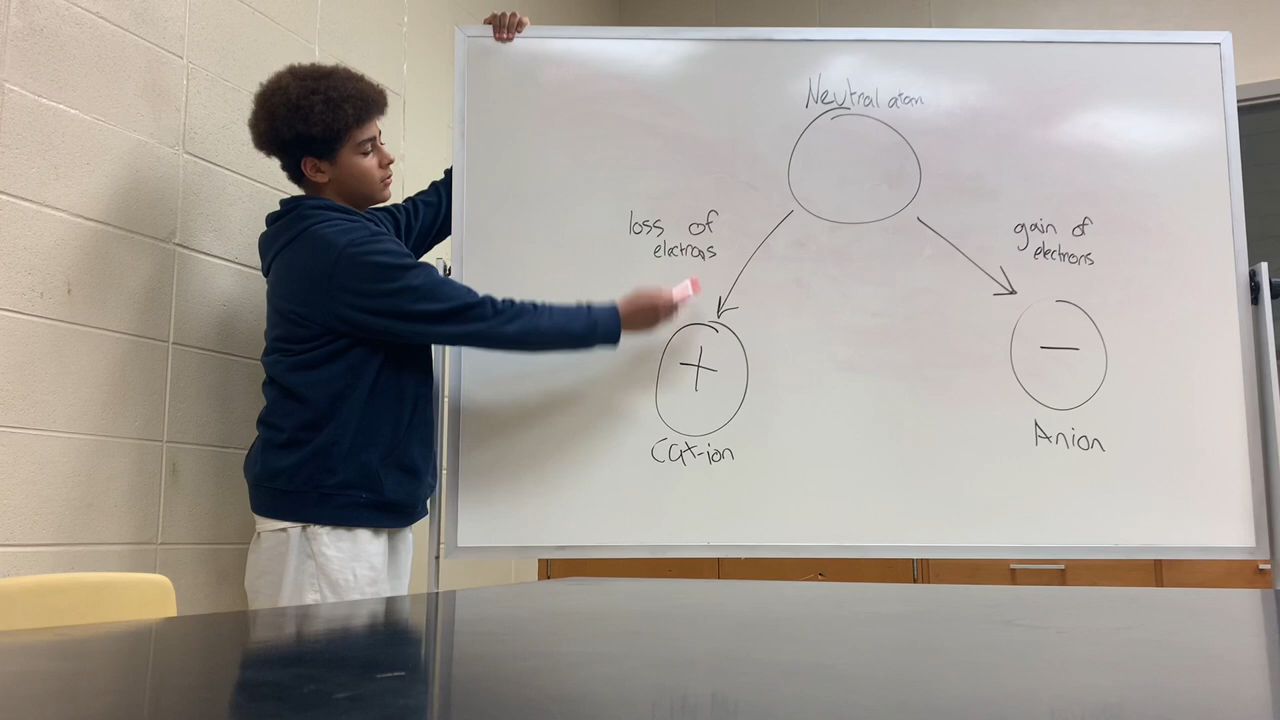 Neutral atom
loss of
electrons
gain of
electrons
+
−
Cat-ion
Anion